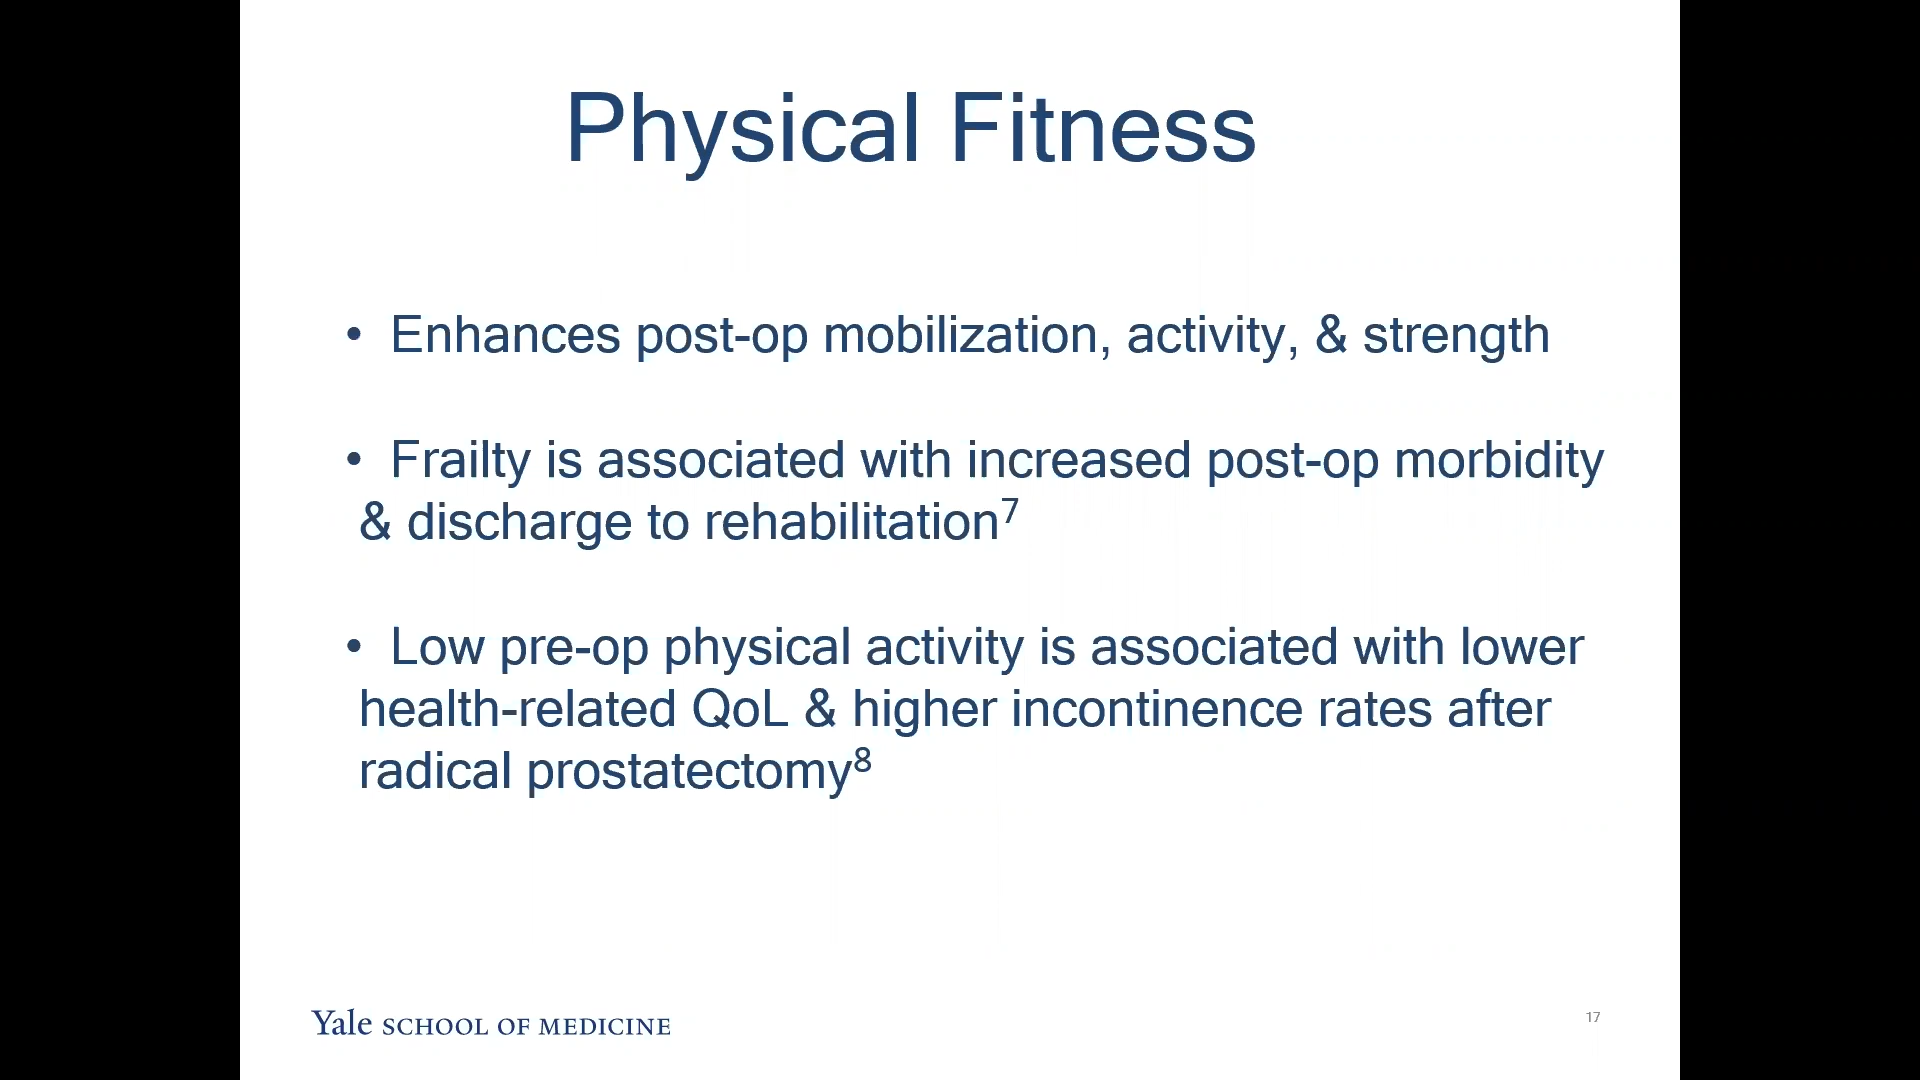 Physical Fitness
• Enhances post-op mobilization, activity, & strength
• Frailty is associated with increased post-op morbidity
& discharge to rehabilitation⁷
• Low pre-op physical activity is associated with lower
health-related QoL & higher incontinence rates after
radical prostatectomy⁸
Yale SCHOOL OF MEDICINE
17